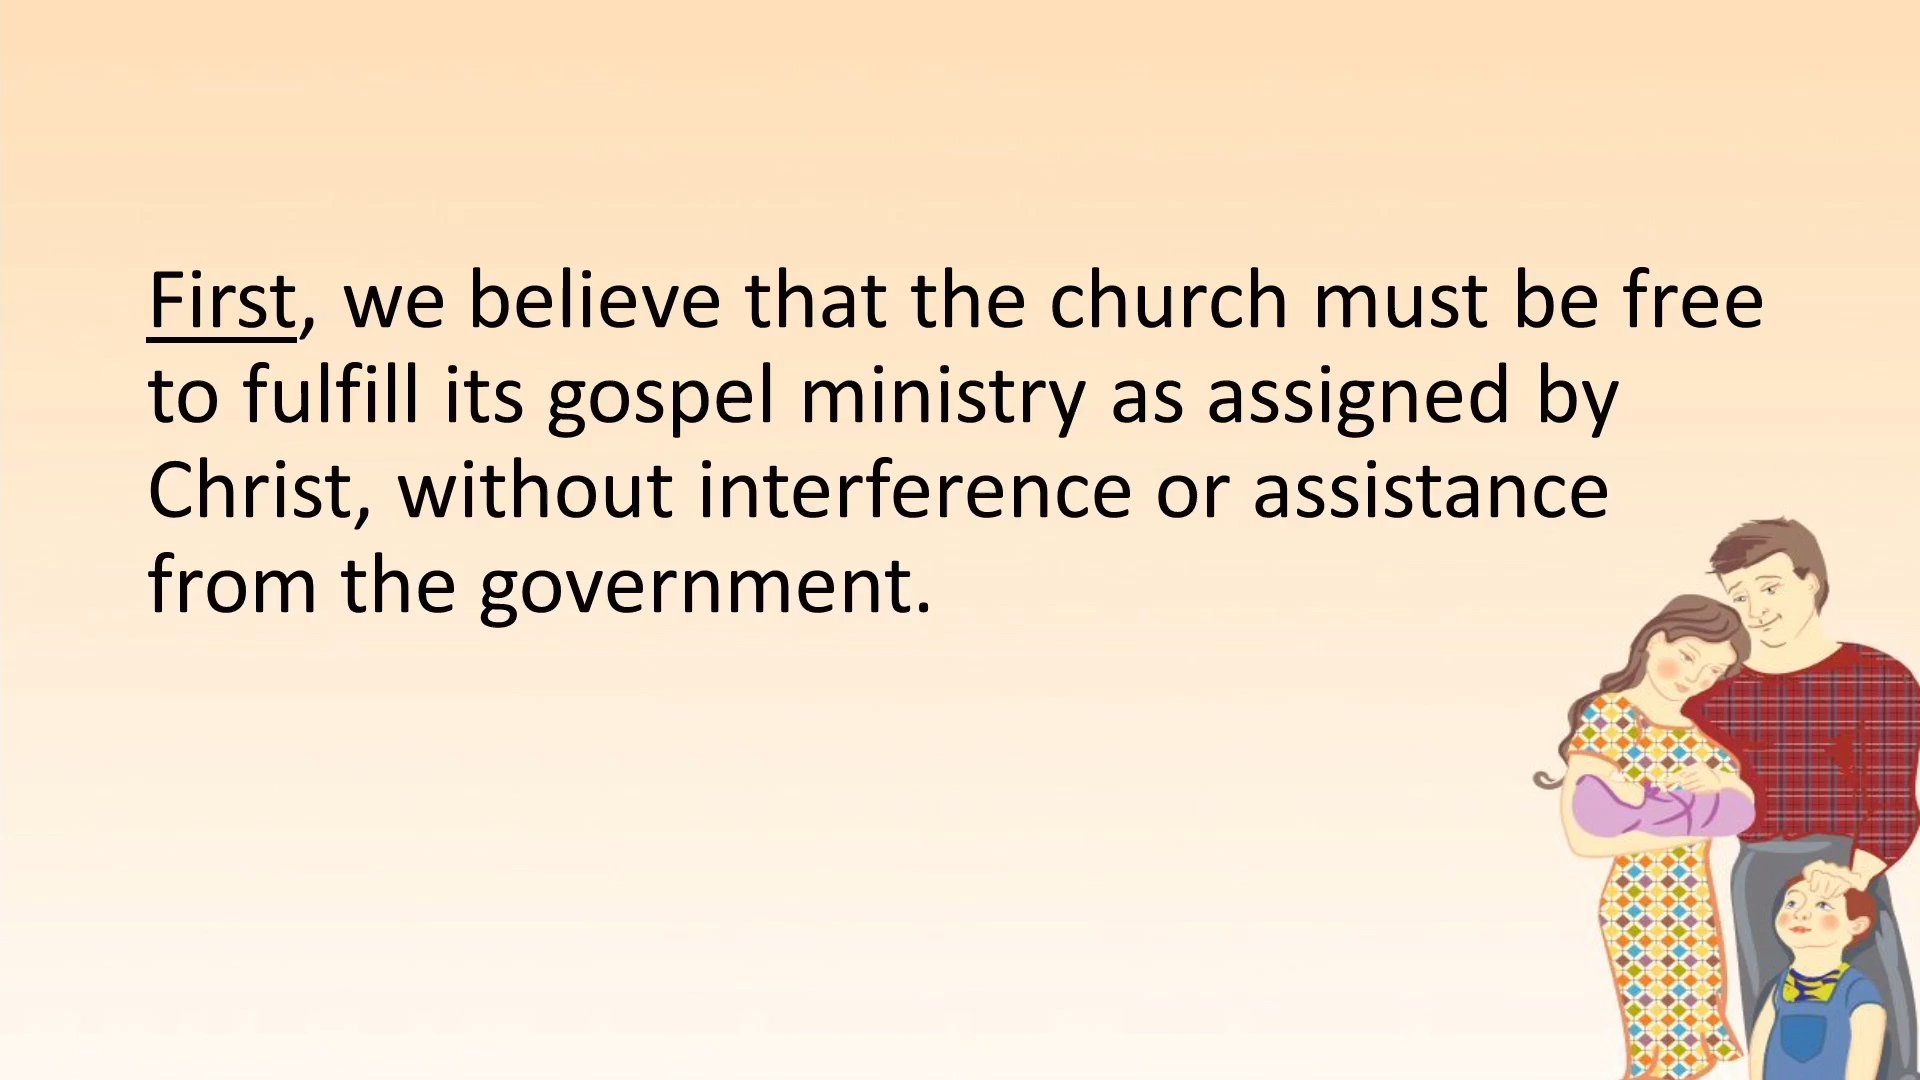 First, we believe that the church must be free
to fulfill its gospel ministry as assigned by
Christ, without interference or assistance
from the government.